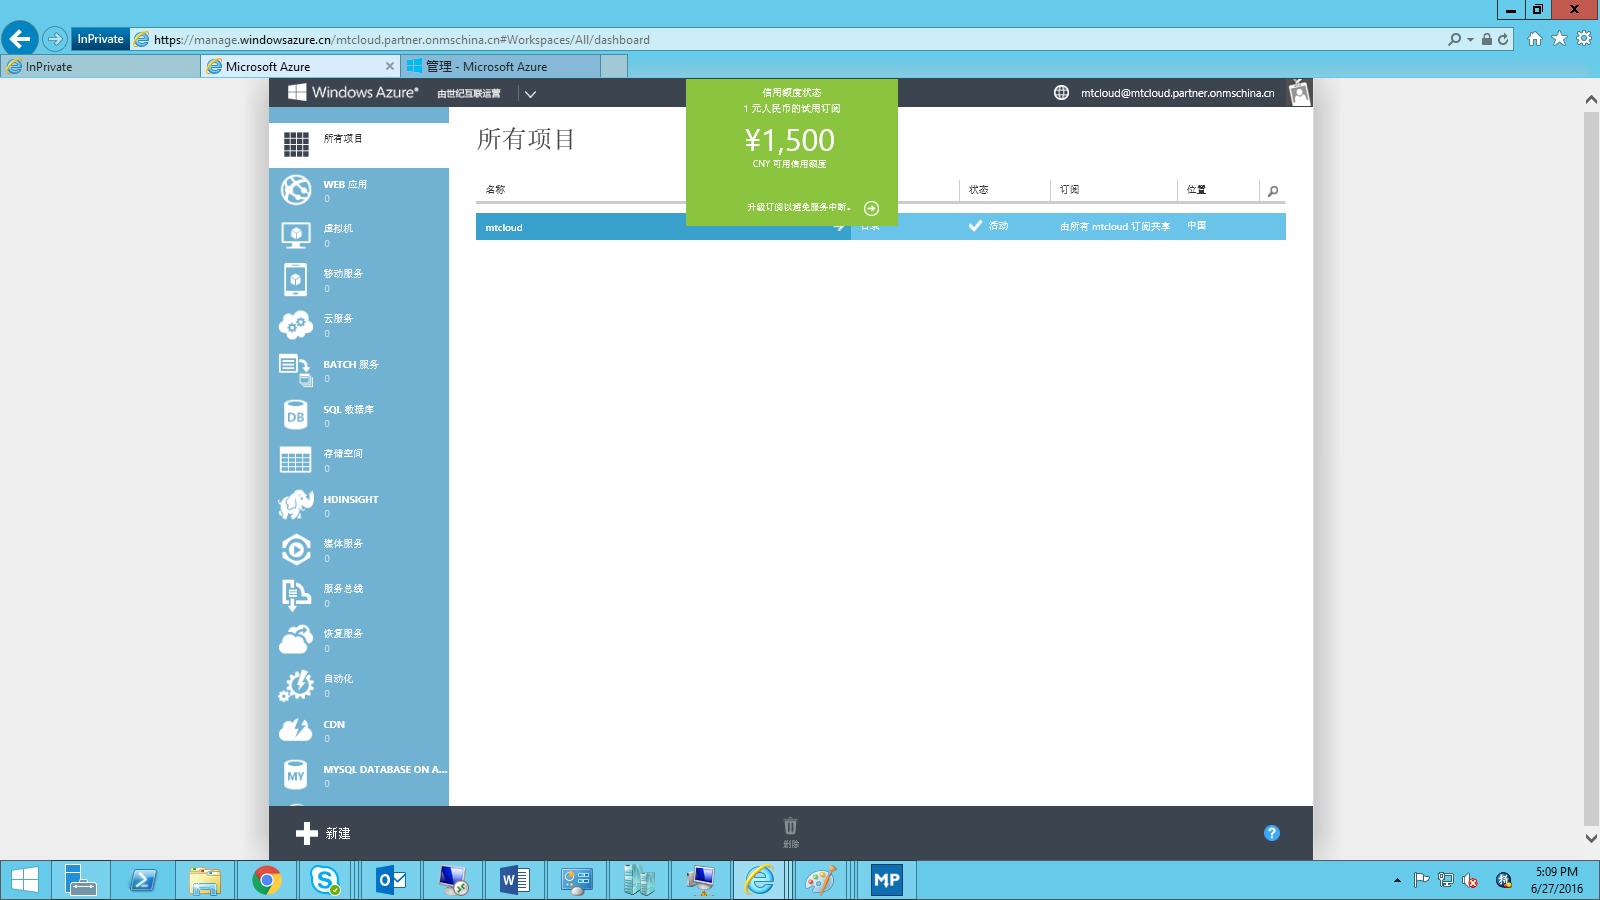 InPrivate
https://manage.windowsazure.cn/mtcloud.partner.onmschina.cn#Workspaces/All/dashboard
InPrivate
Microsoft Azure
管理 - Microsoft Azure
Windows Azure*
由世纪互联运营
mtcloud@mtcloud.partner.onmschina.cn
信用额度状态
1 元人民币的试用订阅
¥1,500
CNY 可用信用额度
升级订阅以避免服务中断。
所有项目
名称
状态
订阅
位置
mtcloud
目录
活动
由所有 mtcloud 订阅共享
中国
所有项目
WEB 应用
0
虚拟机
0
移动服务
0
云服务
0
BATCH 服务
0
DB
SQL 数据库
0
存储空间
0
HDINSIGHT
0
媒体服务
0
服务总线
0
恢复服务
0
自动化
0
CDN
0
MY
MYSQL DATABASE ON A...
0
新建
删除
?
MP
5:09 PM
6/27/2016